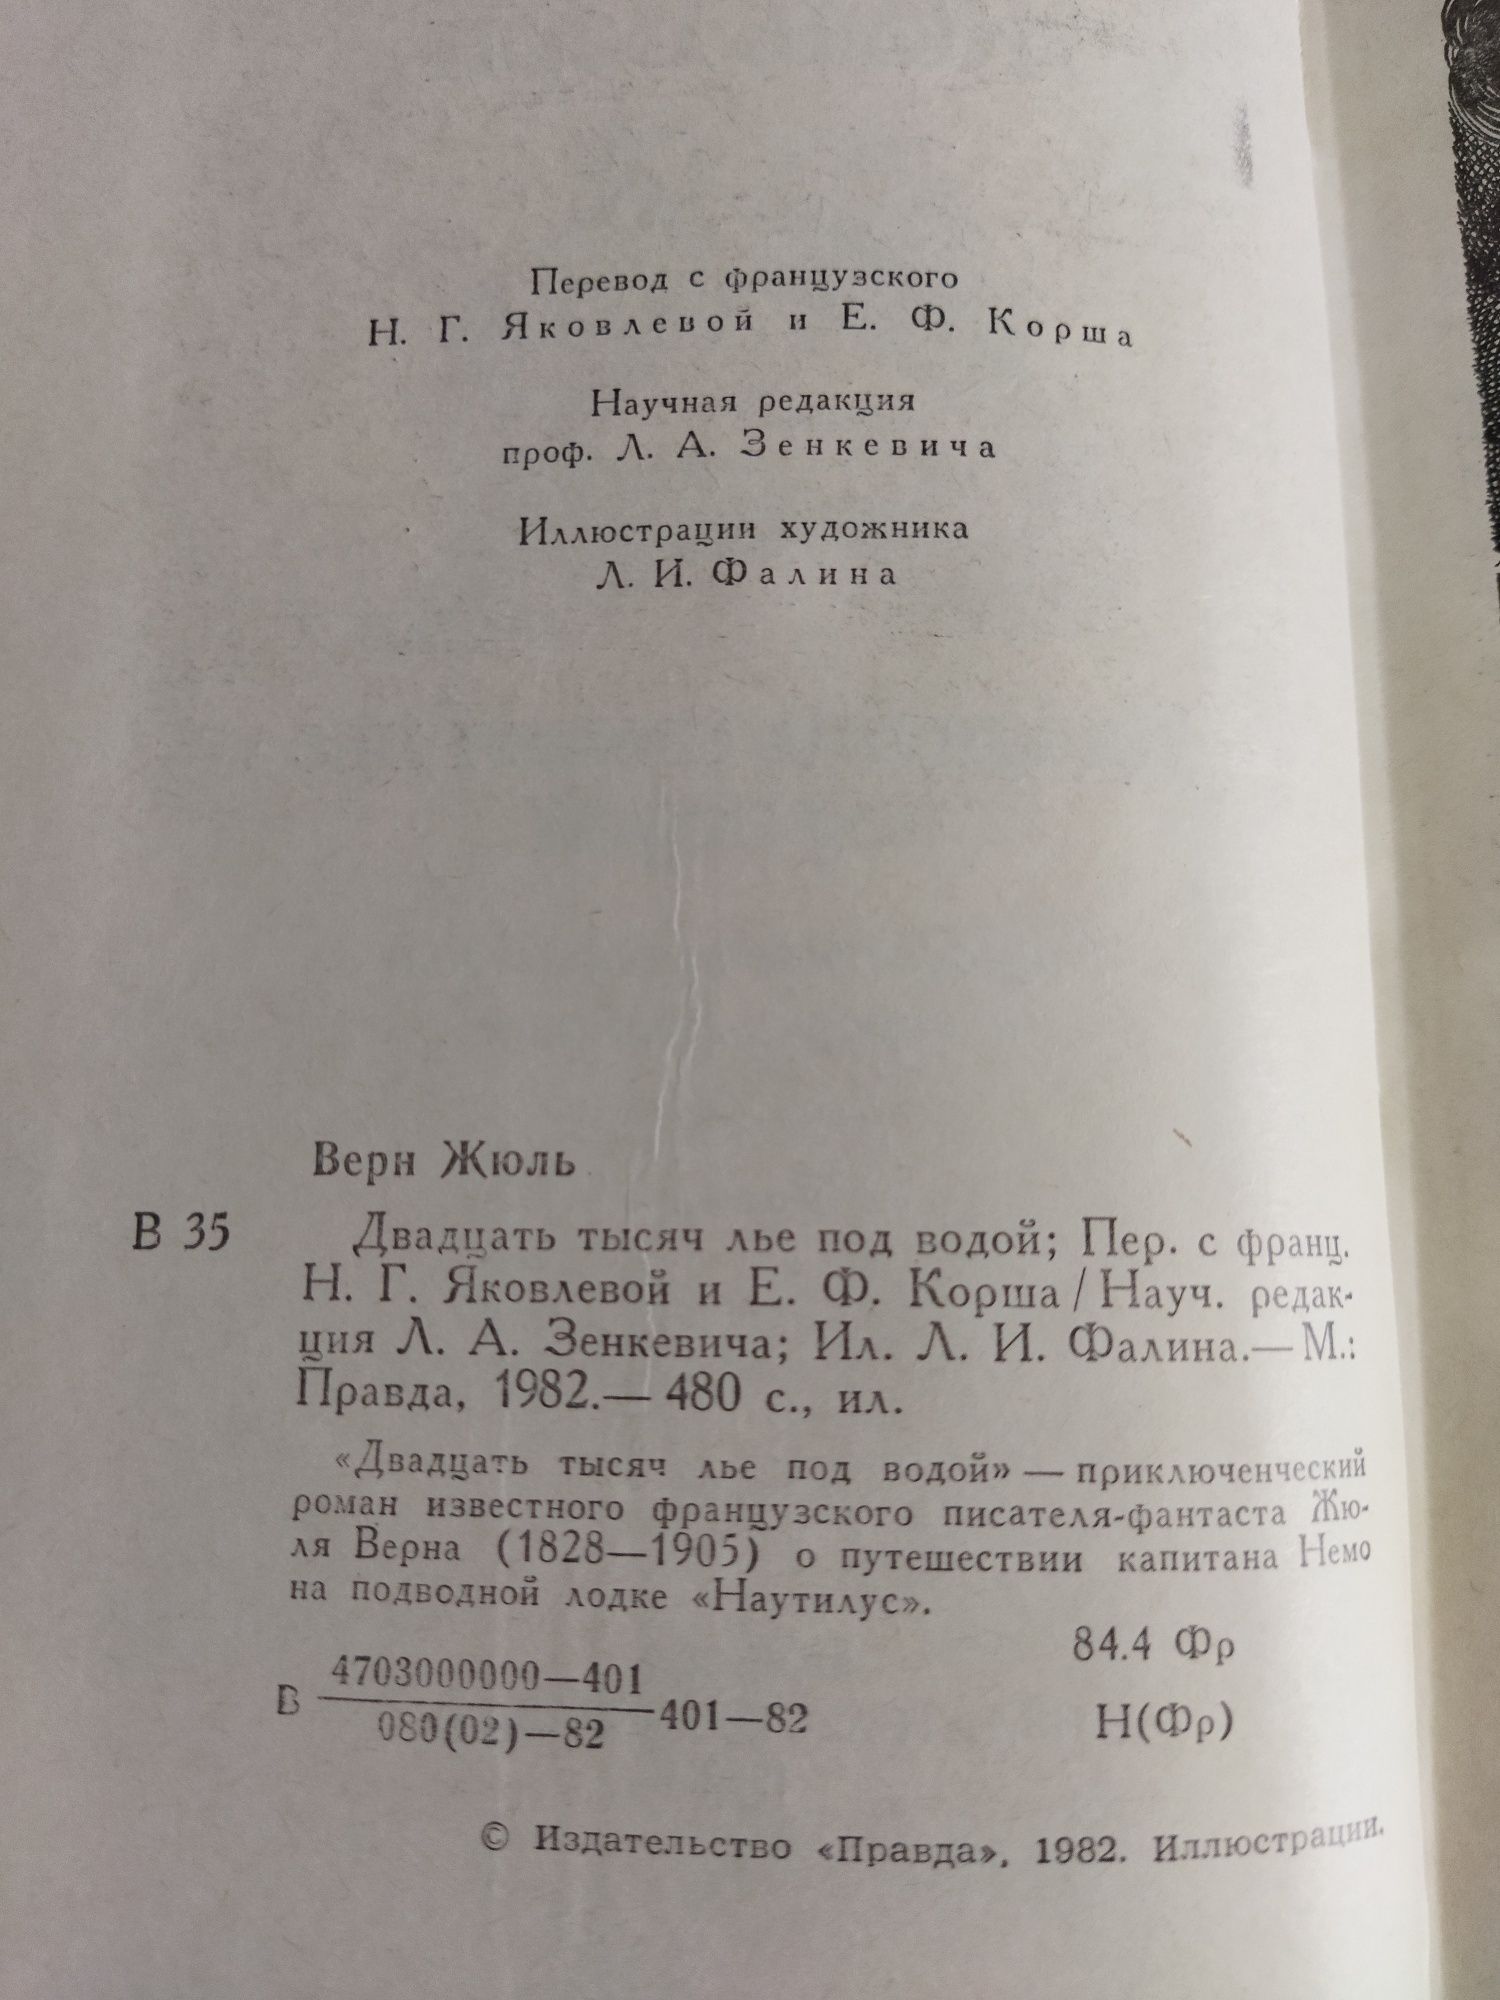 Перевод с французского
Н. Г. Яковлевой и Е. Ф. Корша
Научная редакция
проф. Л. А. Зенкевича
Иллюстрации художника
Л. И. Фалина
Верн Жюль
В 35
Двадцать тысяч лье под водой; Пер. с франц.
Н. Г. Яковлевой и Е. Ф. Корша / Науч. редак-
ция Л. А. Зенкевича; Ил. Л. И. Фалина.— М.:
Правда, 1982.— 480 с., ил.
«Двадцать тысяч лье под водой» — приключенческий
роман известного французского писателя-фантаста Жю-
ля Верна (1828—1905) о путешествии капитана Немо
на подводной лодке «Наутилус».
84.4 Фр
В 4703000000—401
080(02)—82
401—82
Н(Фр)
© Издательство «Правда», 1982. Иллюстрации.